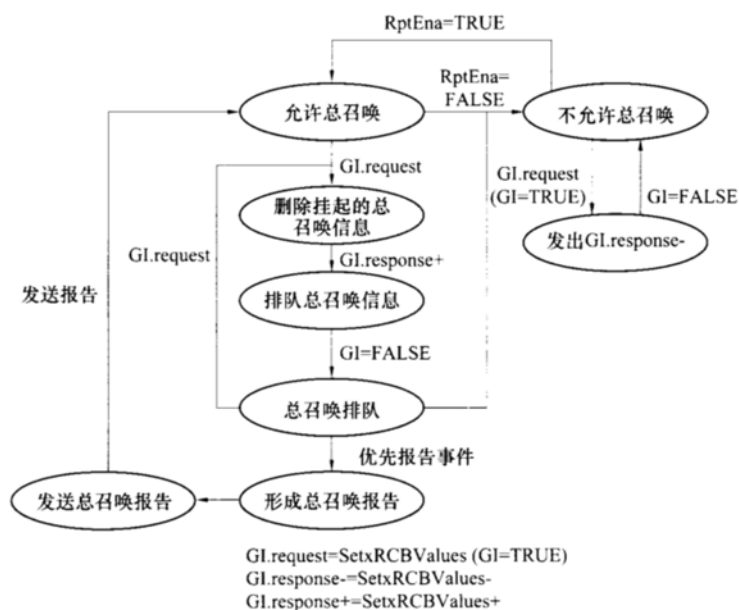 RptEna=TRUE
允许总召唤
RptEna=
FALSE
不允许总召唤
GI.request
GI.request
(GI=TRUE)
GI=FALSE
删除挂起的总
召唤信息
发出GI.response-
GI.request
GI.response+
发送报告
排队总召唤信息
GI=FALSE
总召唤排队
优先报告事件
发送总召唤报告
形成总召唤报告
GI.request=SetxRCBValues (GI=TRUE)
GI.response-=SetxRCBValues-
GI.response+=SetxRCBValues+